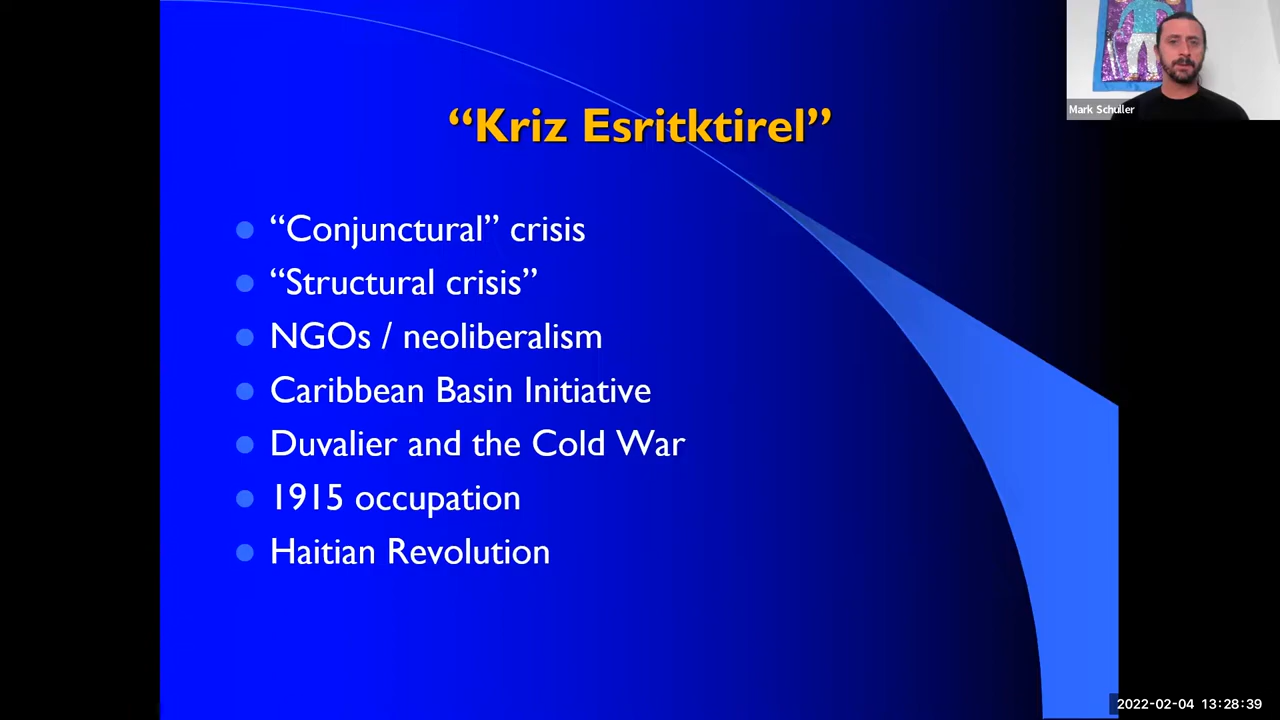 Mark Schuller
“Kriz Esritktirel”
“Conjunctural” crisis
“Structural crisis”
NGOs / neoliberalism
Caribbean Basin Initiative
Duvalier and the Cold War
1915 occupation
Haitian Revolution
2022-02-04 13:28:39